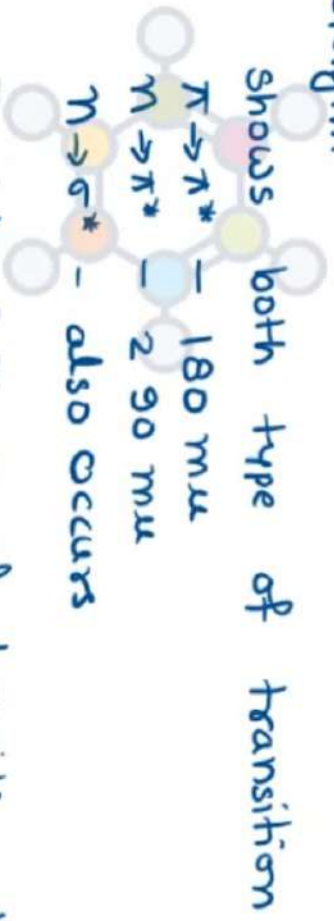 shows both type of transition
π → π* - 180 mμ
n → π* - 290 mμ
n → σ* - also occurs